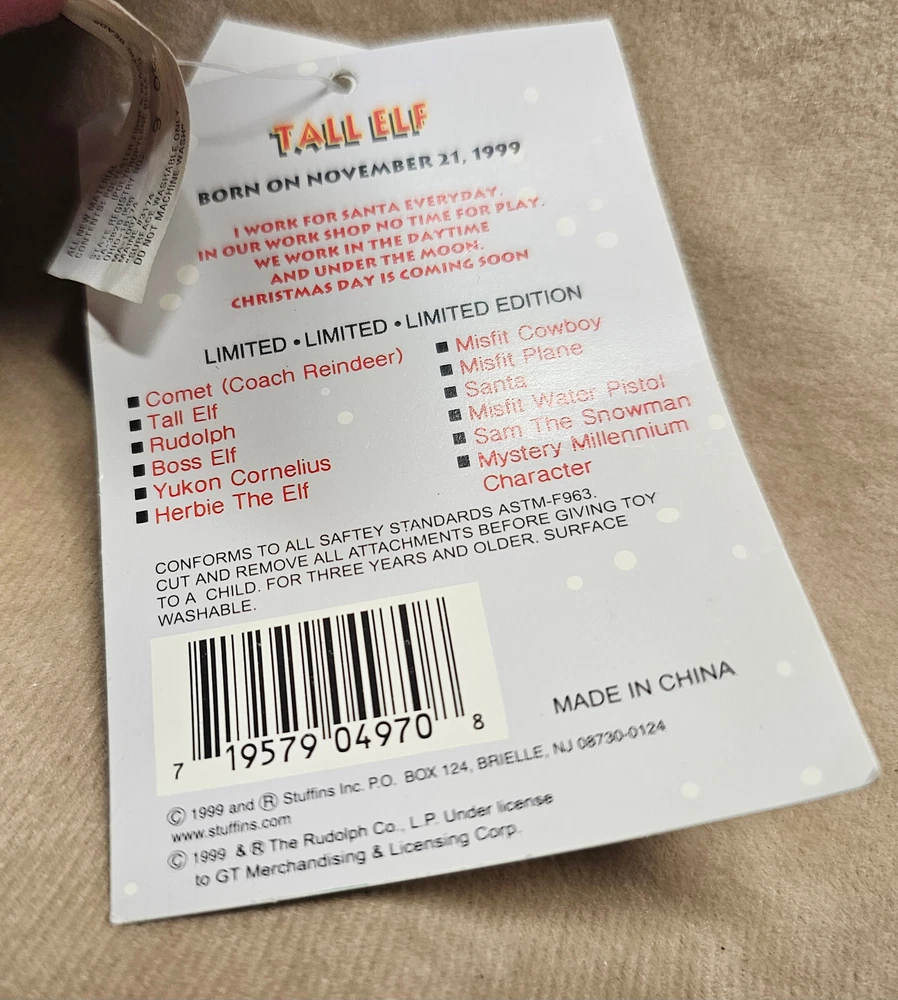 TALL ELF
BORN ON NOVEMBER 21, 1999
I WORK FOR SANTA EVERYDAY.
IN OUR WORK SHOP NO TIME FOR PLAY.
WE WORK IN THE DAYTIME
AND UNDER THE MOON.
CHRISTMAS DAY IS COMING SOON
LIMITED • LIMITED • LIMITED EDITION
■ Comet (Coach Reindeer)
■ Tall Elf
■ Rudolph
■ Boss Elf
■ Yukon Cornelius
■ Herbie The Elf
■ Misfit Cowboy
■ Misfit Plane
■ Santa
■ Misfit Water Pistol
■ Sam The Snowman
■ Mystery Millennium
Character
CONFORMS TO ALL SAFTEY STANDARDS ASTM-F963.
CUT AND REMOVE ALL ATTACHMENTS BEFORE GIVING TOY
TO A CHILD. FOR THREE YEARS AND OLDER. SURFACE
WASHABLE.
7 19579 04970 8
MADE IN CHINA
© 1999 and ® Stuffins Inc. P.O. BOX 124, BRIELLE, NJ 08730-0124
www.stuffins.com
© 1999 & ® The Rudolph Co., L.P. Under license
to GT Merchandising & Licensing Corp.
ALL NEW MATERIAL
"SURFACE WASHABLE ONLY
DO NOT MACHINE WASH"